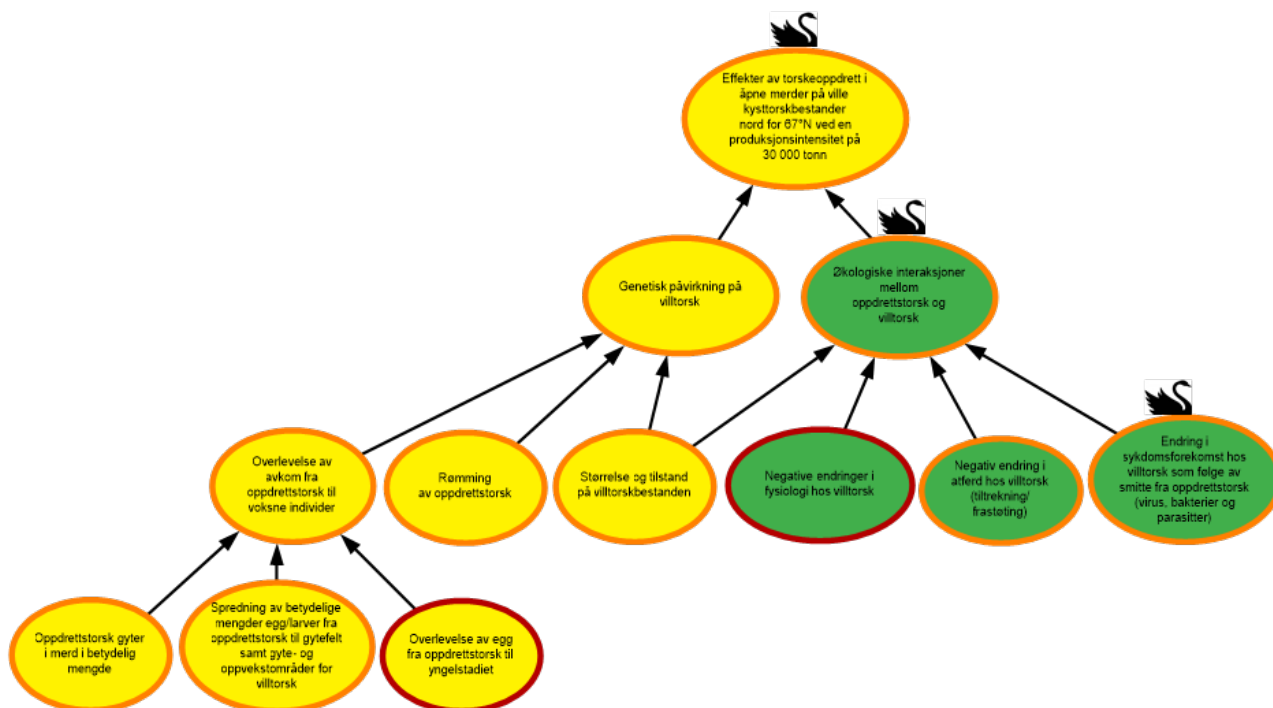 Effekter av torskeoppdrett i
åpne merder på ville
kysttorskbestander
nord for 67°N ved en
produksjonsintensitet på
30 000 tonn
Genetisk påvirkning på
villtorsk
Økologiske interaksjoner
mellom
oppdrettstorsk og
villtorsk
Overlevelse av
avkom fra
oppdrettstorsk til
voksne individer
Rømming
av oppdrettstorsk
Størrelse og tilstand
på villtorskbestanden
Negative endringer i
fysiologi hos villtorsk
Negativ endring i
atferd hos villtorsk
(tiltrekning/
frastøting)
Endring i
sykdomsforekomst hos
villtorsk som følge av
smitte fra oppdrettstorsk
(virus, bakterier og
parasitter)
Oppdrettstorsk gyter
i merd i betydelig
mengde
Spredning av betydelige
mengder egg/larver fra
oppdrettstorsk til gytefelt
samt gyte- og
oppvekstområder for
villtorsk
Overlevelse av egg
fra oppdrettstorsk til
yngelstadiet